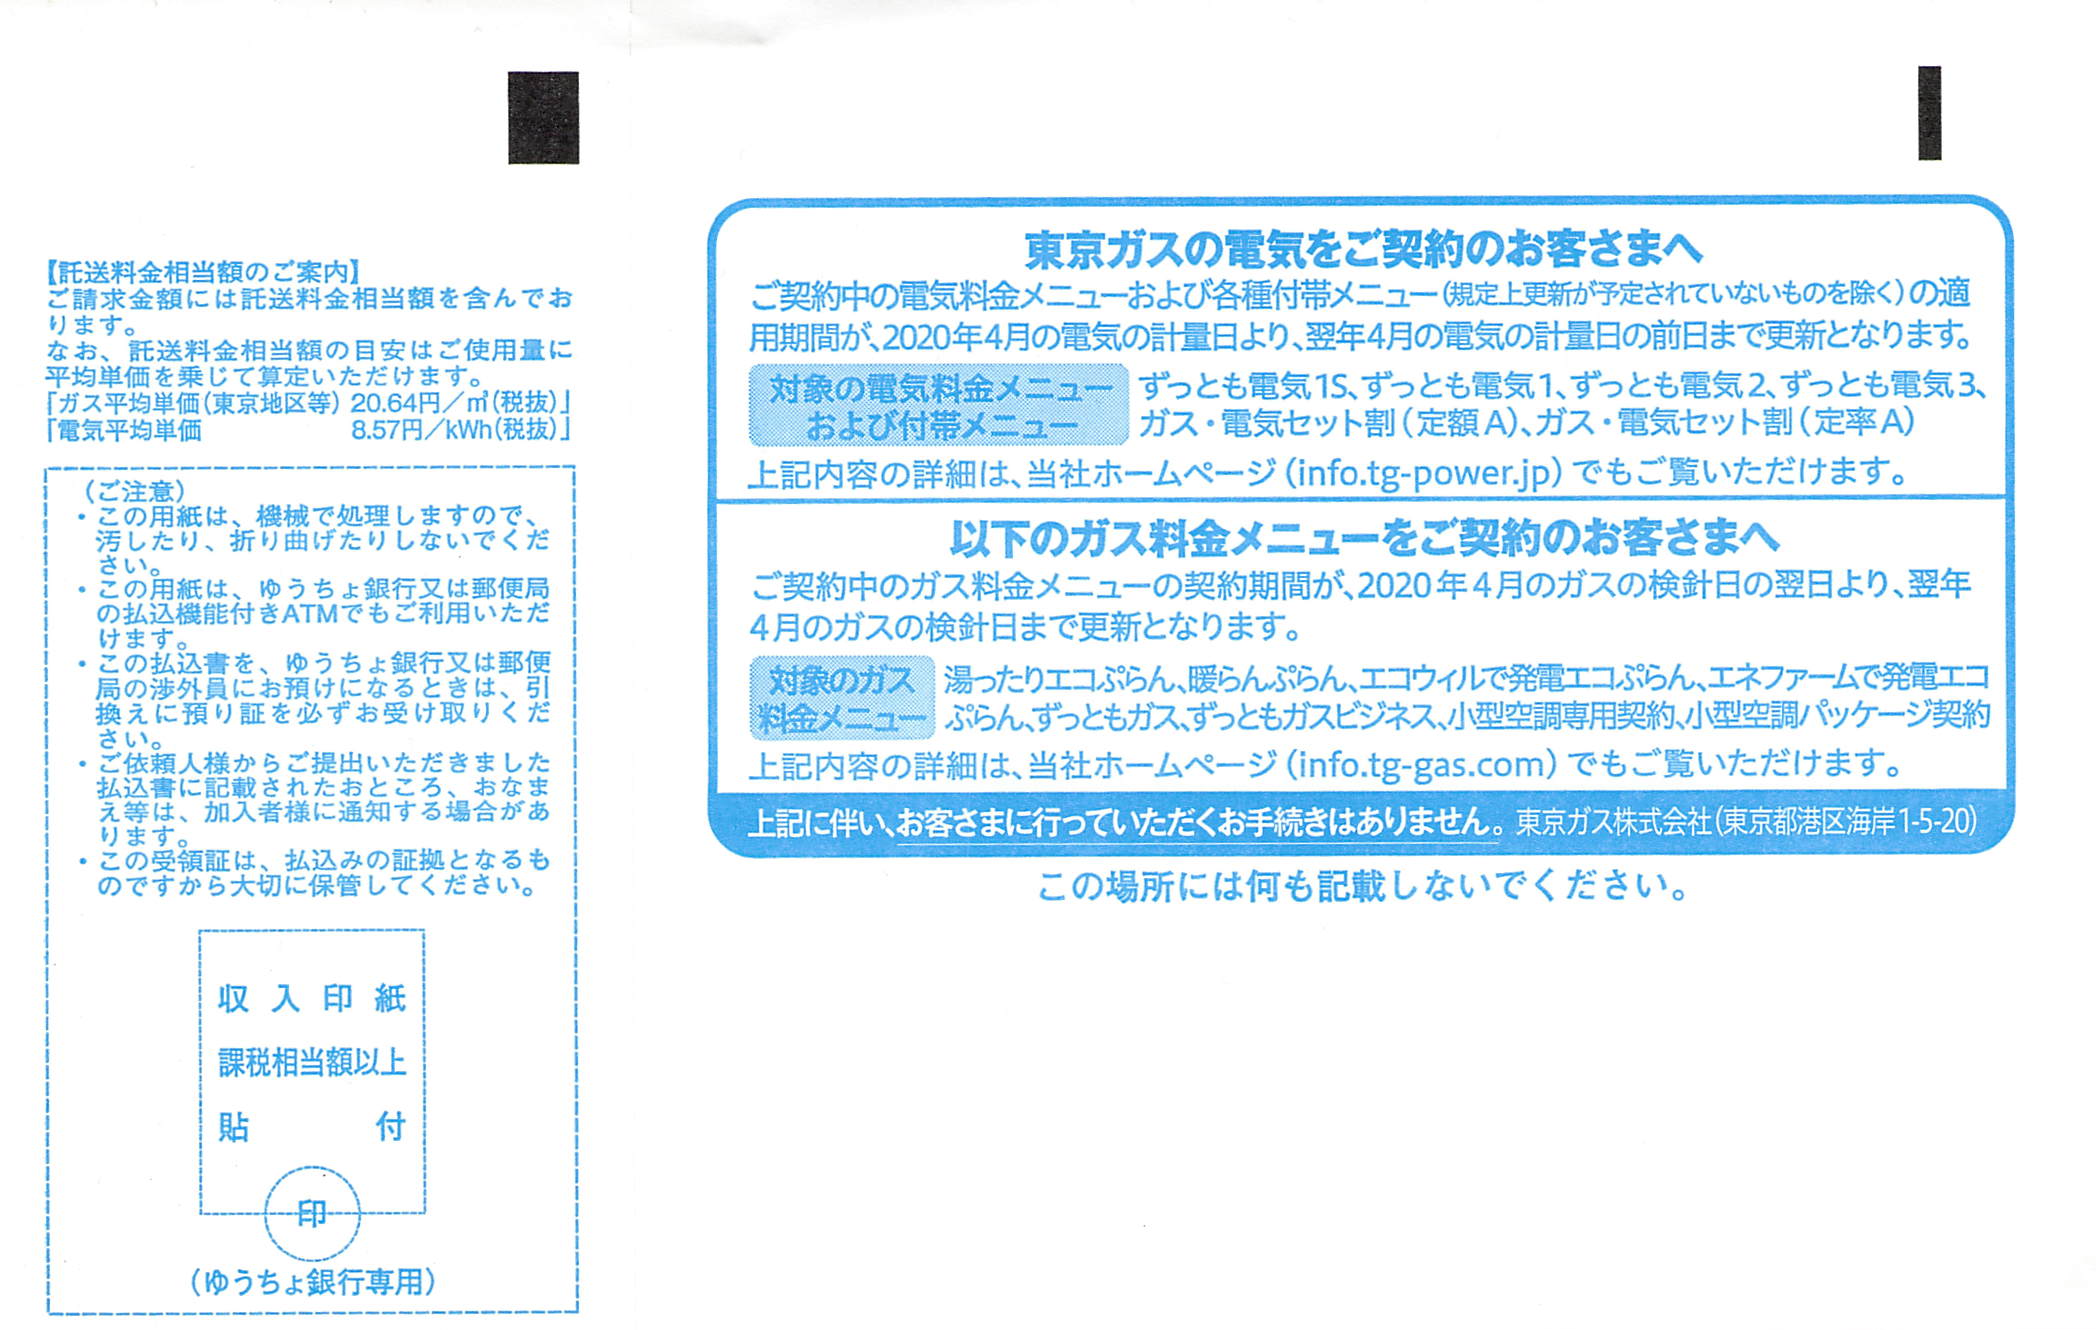 【託送料金相当額のご案内】
ご請求金額には託送料金相当額を含んでお
ります。
なお、託送料金相当額の目安はご使用量に
平均単価を乗じて算定いただけます。
「ガス平均単価(東京地区等) 20.64円/㎥(税抜)」
「電気平均単価 8.57円/kWh(税抜)」
(ご注意)
・この用紙は、機械で処理しますので、
汚したり、折り曲げたりしないでくだ
さい。
・この用紙は、ゆうちょ銀行又は郵便局
の払込機能付きATMでもご利用いただ
けます。
・この払込書を、ゆうちょ銀行又は郵便
局の渉外員にお預けになるときは、引
換えに預り証を必ずお受け取りくだ
さい。
・ご依頼人様からご提出いただきました
払込書に記載されたおところ、おなま
え等は、加入者様に通知する場合があ
ります。
・この受領証は、払込みの証拠となるも
のですから大切に保管してください。
収入印紙
課税相当額以上
貼付
印
(ゆうちょ銀行専用)
東京ガスの電気をご契約のお客さまへ
ご契約中の電気料金メニューおよび各種付帯メニュー(規定上更新が予定されていないものを除く)の適
用期間が、2020年4月の電気の計量日より、翌年4月の電気の計量日の前日まで更新となります。
対象の電気料金メニュー
および付帯メニュー
ずっとも電気1S、ずっとも電気1、ずっとも電気2、ずっとも電気3、
ガス・電気セット割(定額A)、ガス・電気セット割(定率A)
上記内容の詳細は、当社ホームページ(info.tg-power.jp)でもご覧いただけます。
以下のガス料金メニューをご契約のお客さまへ
ご契約中のガス料金メニューの契約期間が、2020年4月のガスの検針日の翌日より、翌年
4月のガスの検針日まで更新となります。
対象のガス
料金メニュー
湯ったりエコぷらん、暖らんぷらん、エコウィルで発電エコぷらん、エネファームで発電エコ
ぷらん、ずっともガス、ずっともガスビジネス、小型空調専用契約、小型空調パッケージ契約
上記内容の詳細は、当社ホームページ(info.tg-gas.com)でもご覧いただけます。
上記に伴い、お客さまに行っていただくお手続きはありません。 東京ガス株式会社(東京都港区海岸1-5-20)
この場所には何も記載しないでください。